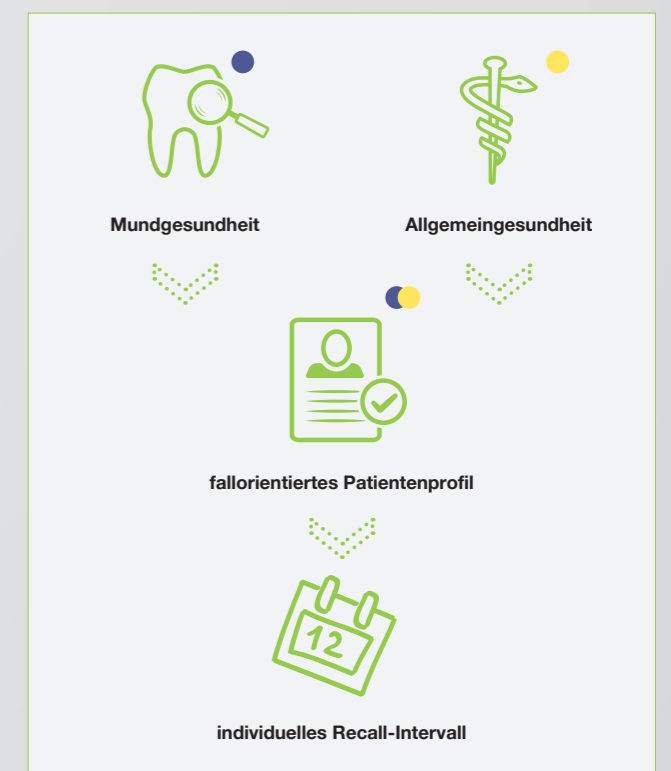 Mundgesundheit
Allgemeingesundheit
fallorientiertes Patientenprofil
12
individuelles Recall-Intervall